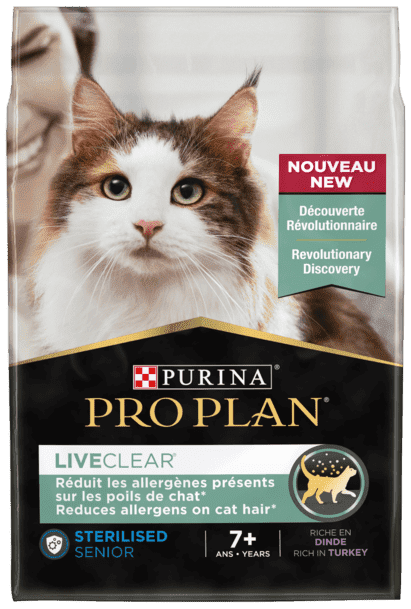 NOUVEAU
NEW
Découverte
Révolutionnaire
Revolutionary
Discovery
PURINA®
PRO PLAN®
LIVECLEAR®
Réduit les allergènes présents
sur les poils de chat*
Reduces allergens on cat hair*
STERILISED
SENIOR
7+
ANS • YEARS
RICHE EN
DINDE
RICH IN TURKEY